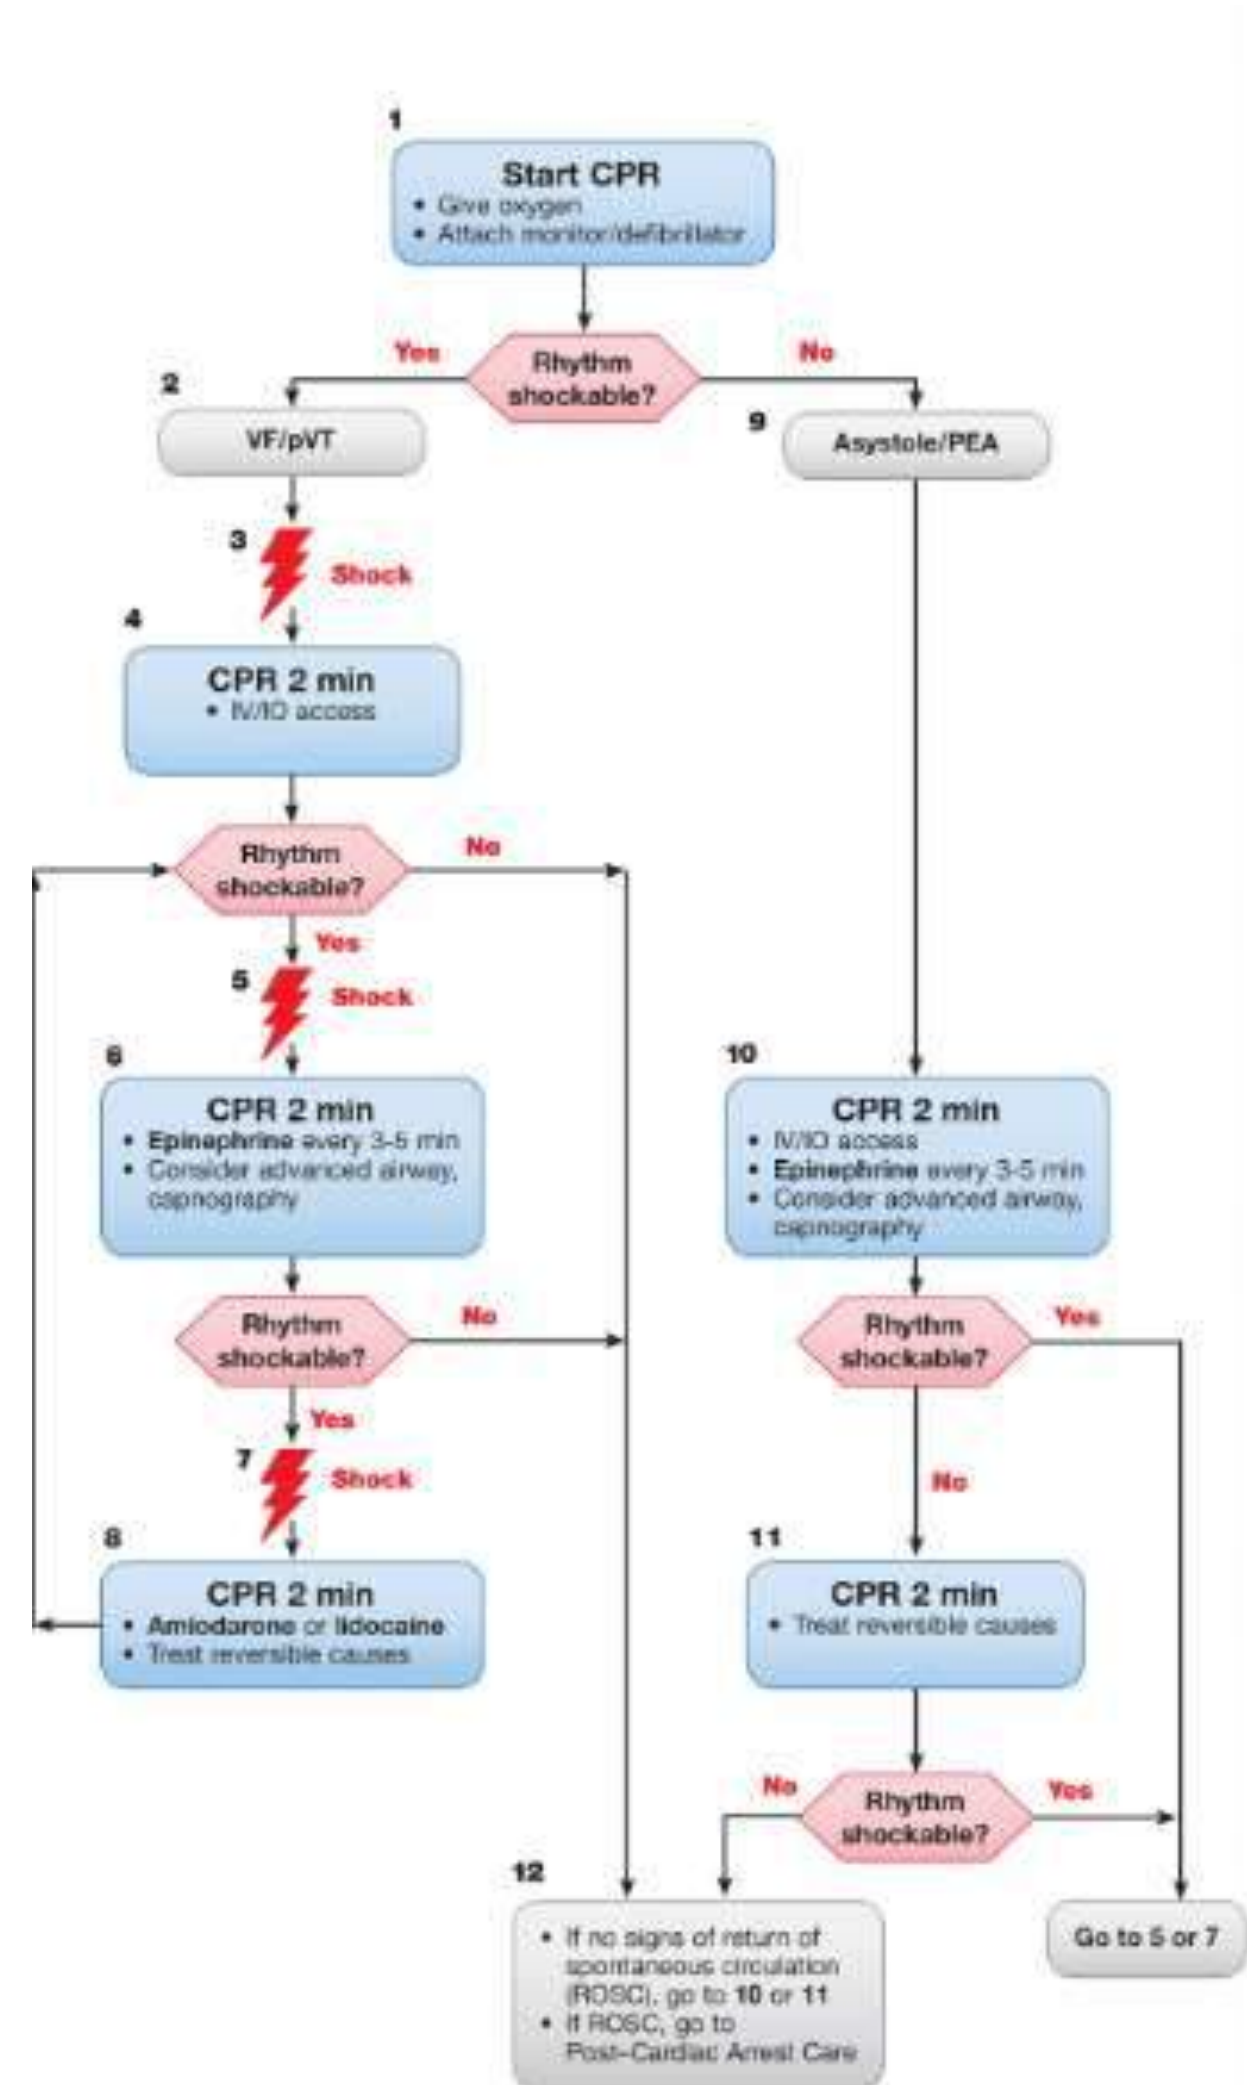 1
Start CPR
• Give oxygen
• Attach monitor/defibrillator
Yes
Rhythm
shockable?
No
2
VF/pVT
9
Asystole/PEA
3
Shock
4
CPR 2 min
• IV/IO access
Rhythm
shockable?
No
Yes
5
Shock
6
CPR 2 min
• Epinephrine every 3-5 min
• Consider advanced airway,
capnography
10
CPR 2 min
• IV/IO access
• Epinephrine every 3-5 min
• Consider advanced airway,
capnography
Rhythm
shockable?
No
Yes
Rhythm
shockable?
Yes
No
7
Shock
8
CPR 2 min
• Amiodarone or lidocaine
• Treat reversible causes
11
CPR 2 min
• Treat reversible causes
No
Rhythm
shockable?
Yes
12
• If no signs of return of
spontaneous circulation
(ROSC), go to 10 or 11
• If ROSC, go to
Post–Cardiac Arrest Care
Go to 5 or 7